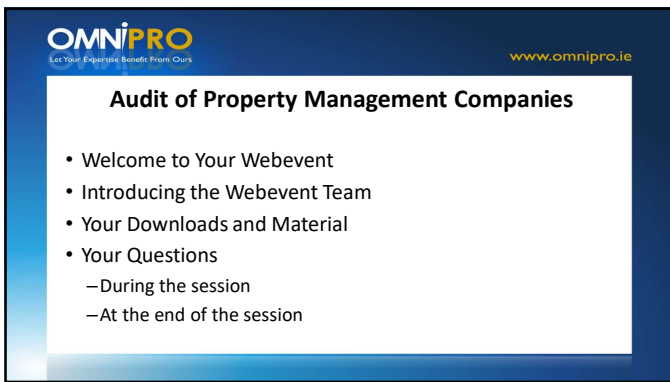 OMNIPRO
Let Your Expertise Benefit From Ours
www.omnipro.ie
Audit of Property Management Companies
• Welcome to Your Webevent
• Introducing the Webevent Team
• Your Downloads and Material
• Your Questions
–During the session
–At the end of the session